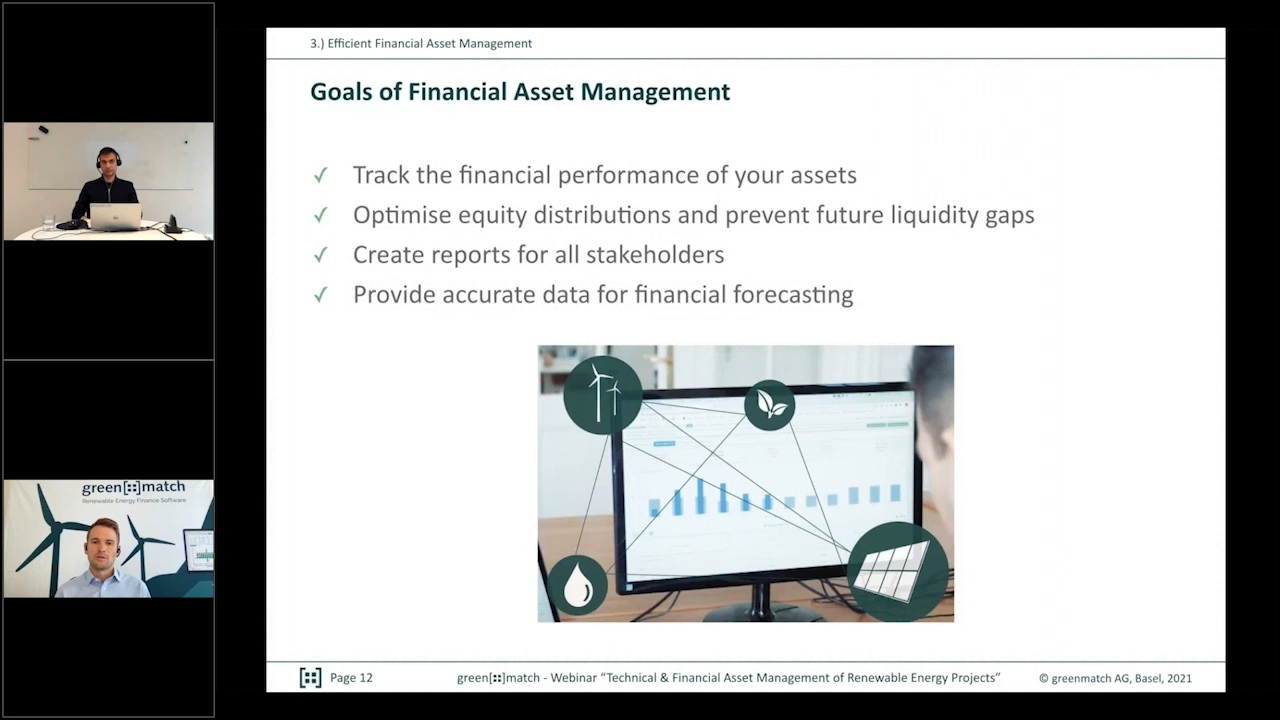 3.) Efficient Financial Asset Management
Goals of Financial Asset Management
✓ Track the financial performance of your assets
✓ Optimise equity distributions and prevent future liquidity gaps
✓ Create reports for all stakeholders
✓ Provide accurate data for financial forecasting
green[::]match
Renewable Energy Finance Software
[::] Page 12 green[::]match - Webinar “Technical & Financial Asset Management of Renewable Energy Projects” © greenmatch AG, Basel, 2021